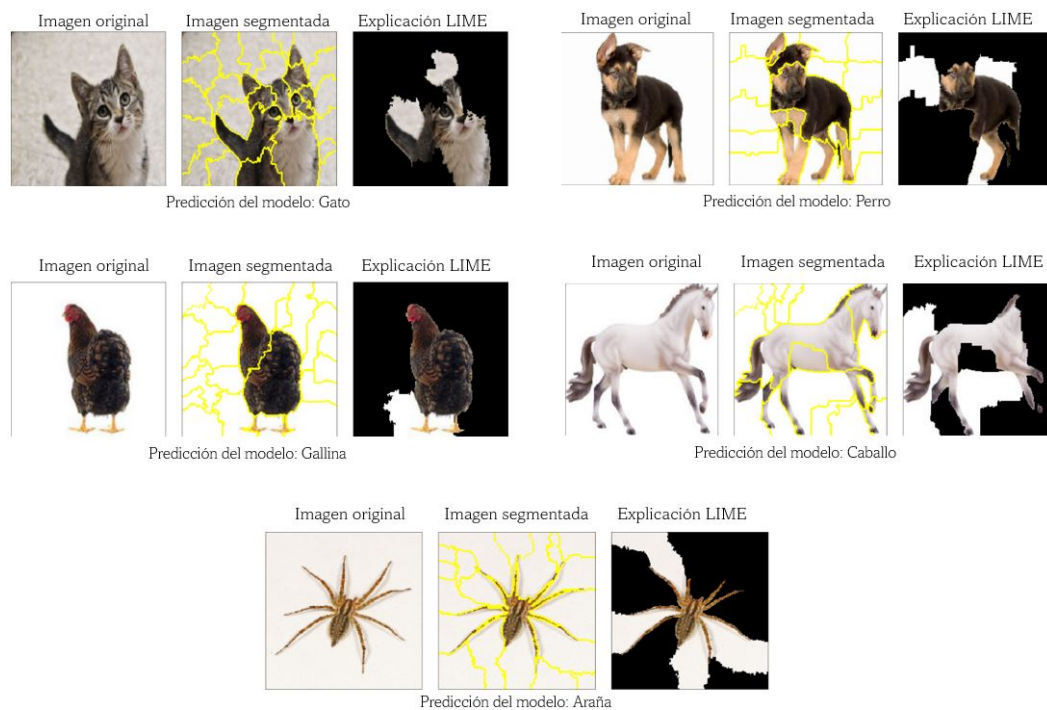 Imagen original Imagen segmentada Explicación LIME
Predicción del modelo: Gato
Imagen original Imagen segmentada Explicación LIME
Predicción del modelo: Perro
Imagen original Imagen segmentada Explicación LIME
Predicción del modelo: Gallina
Imagen original Imagen segmentada Explicación LIME
Predicción del modelo: Caballo
Imagen original Imagen segmentada Explicación LIME
Predicción del modelo: Araña